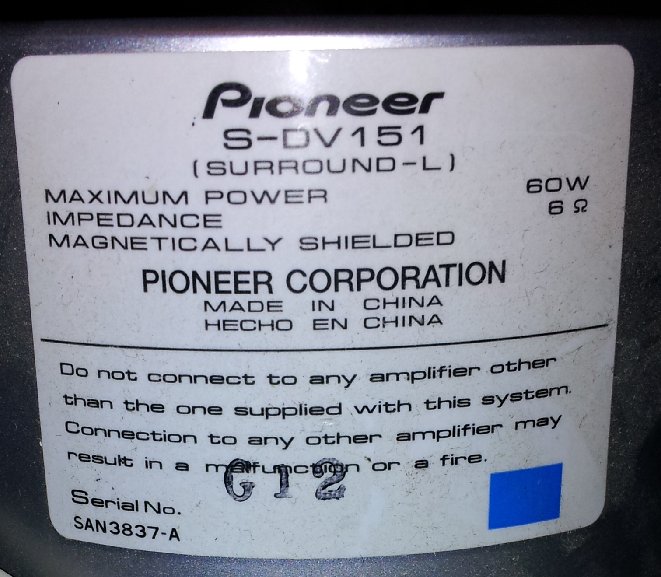 Pioneer
S-DV151
(SURROUND-L)
MAXIMUM POWER 60W
IMPEDANCE 6 Ω
MAGNETICALLY SHIELDED
PIONEER CORPORATION
MADE IN CHINA
HECHO EN CHINA
Do not connect to any amplifier other
than the one supplied with this system.
Connection to any other amplifier may
result in a malfunction or a fire.
G12
Serial No.
SAN3837-A